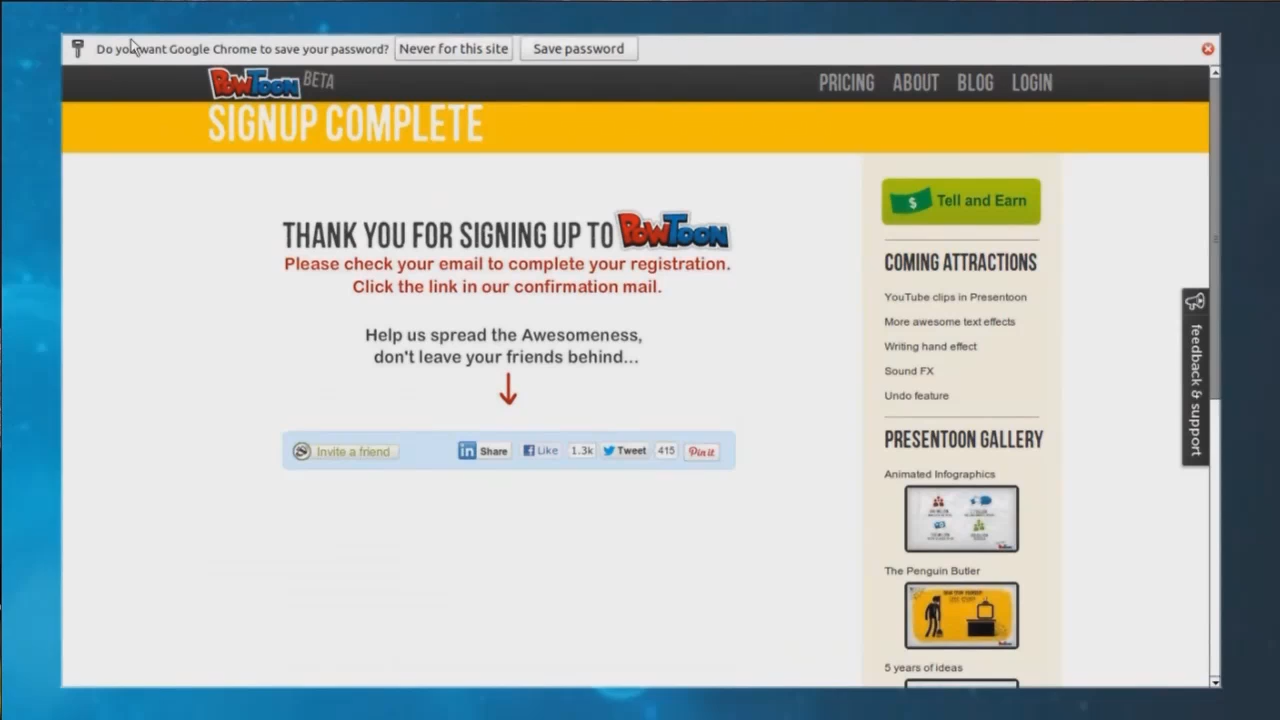 Do you want Google Chrome to save your password? Never for this site Save password
PowToon BETA
PRICING ABOUT BLOG LOGIN
SIGNUP COMPLETE
THANK YOU FOR SIGNING UP TO PowToon
Please check your email to complete your registration.
Click the link in our confirmation mail.
Help us spread the Awesomeness,
don't leave your friends behind...
Invite a friend
in Share
Like 1.3k
Tweet 415
Pin it
$ Tell and Earn
COMING ATTRACTIONS
YouTube clips in Presentoon
More awesome text effects
Writing hand effect
Sound FX
Undo feature
PRESENTOON GALLERY
Animated Infographics
The Penguin Butler
5 years of ideas
feedback & support